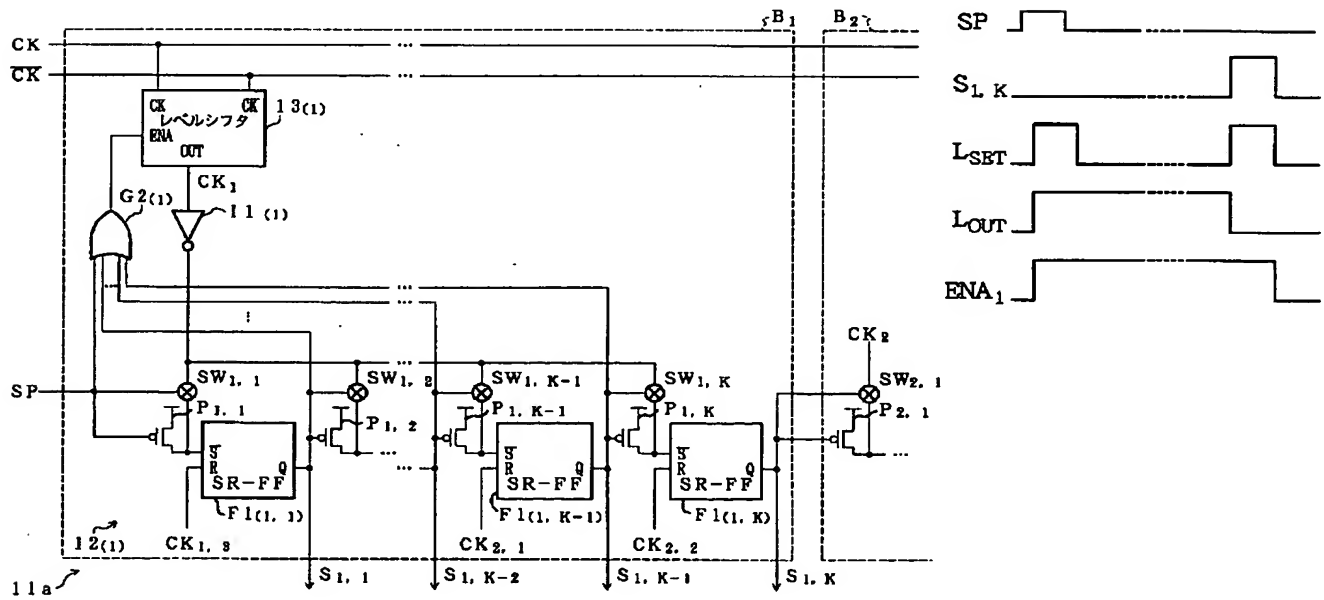 B₁
B₂
CK
C̅K̅
CK
C̅K̅
13(1)
レベルシフタ
ENA
OUT
CK₁
G2(1)
I1(1)
SP
SW₁,₁
SW₁,₂
SW₁,K-1
SW₁,K
CK₂
SW₂,₁
P₁,₁
P₁,₂
P₁,K-1
P₁,K
P₂,₁
S̅
R Q
SR-FF
F1(1,1)
S̅
R Q
SR-FF
F1(1,K-1)
S̅
R Q
SR-FF
F1(1,K)
12(1)
CK₁,₃
CK₂,₁
CK₂,₂
11a
S₁,₁
S₁,K-2
S₁,K-1
S₁,K
SP
S₁,K
LSET
LOUT
ENA₁